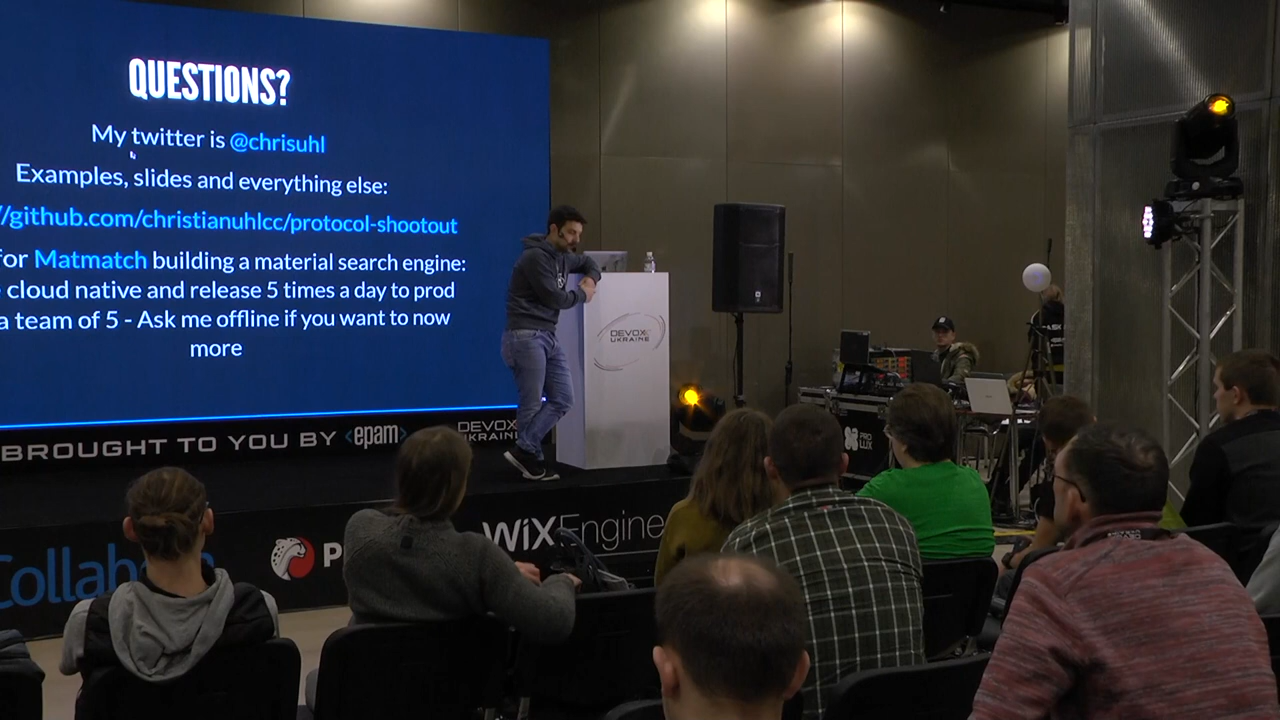 QUESTIONS?
My twitter is @chrisuhl
Examples, slides and everything else:
//github.com/christianuhlcc/protocol-shootout
for Matmatch building a material search engine:
cloud native and release 5 times a day to prod
a team of 5 - Ask me offline if you want to now
more
DEVOXX
UKRAINE
BROUGHT TO YOU BY <epam>
DEVOXX
UKRAINE
PRO
LUX
WiX Engine
Collab
P